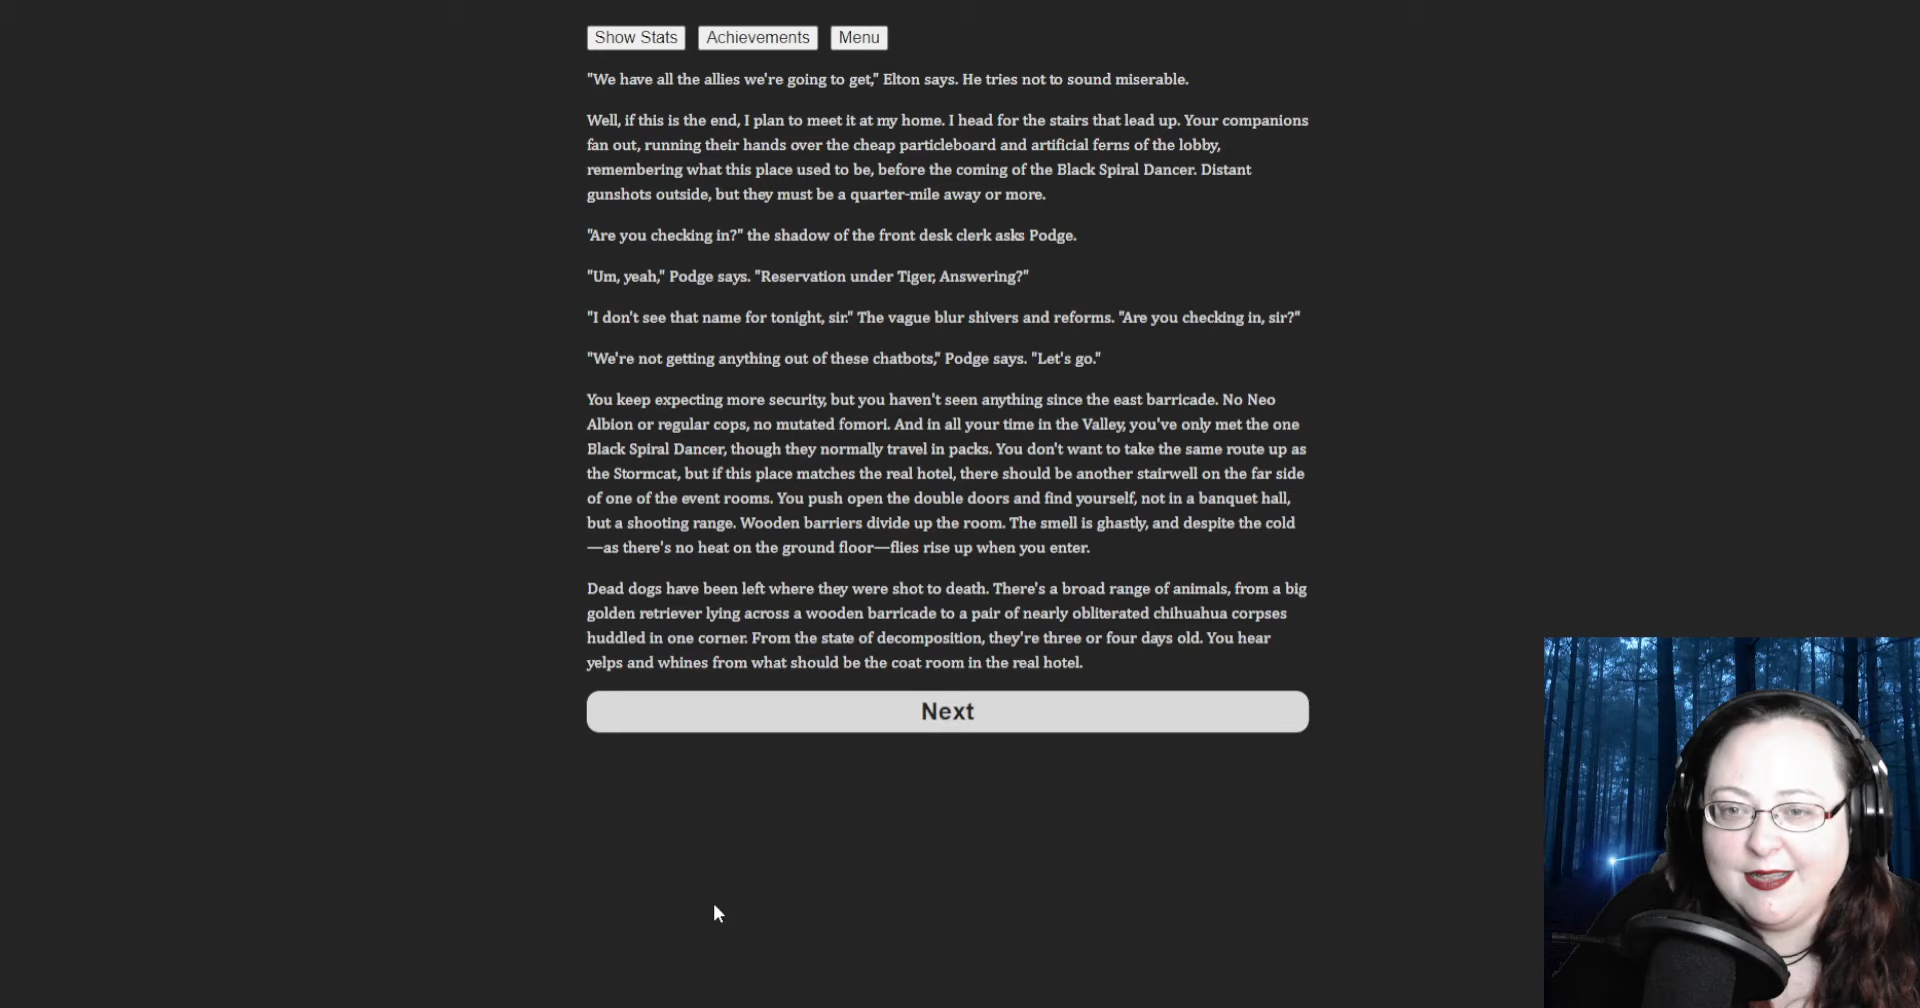 Show Stats Achievements Menu
"We have all the allies we're going to get," Elton says. He tries not to sound miserable.
Well, if this is the end, I plan to meet it at my home. I head for the stairs that lead up. Your companions
fan out, running their hands over the cheap particleboard and artificial ferns of the lobby,
remembering what this place used to be, before the coming of the Black Spiral Dancer. Distant
gunshots outside, but they must be a quarter-mile away or more.
"Are you checking in?" the shadow of the front desk clerk asks Podge.
"Um, yeah," Podge says. "Reservation under Tiger, Answering?"
"I don't see that name for tonight, sir." The vague blur shivers and reforms. "Are you checking in, sir?"
"We're not getting anything out of these chatbots," Podge says. "Let's go."
You keep expecting more security, but you haven't seen anything since the east barricade. No Neo
Albion or regular cops, no mutated fomori. And in all your time in the Valley, you've only met the one
Black Spiral Dancer, though they normally travel in packs. You don't want to take the same route up as
the Stormcat, but if this place matches the real hotel, there should be another stairwell on the far side
of one of the event rooms. You push open the double doors and find yourself, not in a banquet hall,
but a shooting range. Wooden barriers divide up the room. The smell is ghastly, and despite the cold
—as there's no heat on the ground floor—flies rise up when you enter.
Dead dogs have been left where they were shot to death. There's a broad range of animals, from a big
golden retriever lying across a wooden barricade to a pair of nearly obliterated chihuahua corpses
huddled in one corner. From the state of decomposition, they're three or four days old. You hear
yelps and whines from what should be the coat room in the real hotel.
Next